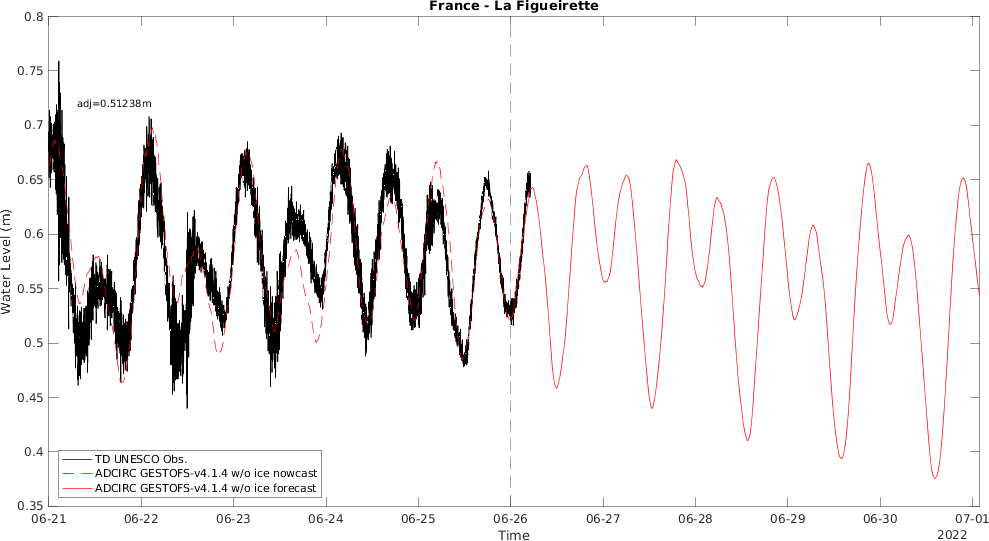 France - La Figueirette
0.8
0.75
0.7
0.65
0.6
0.55
0.5
0.45
0.4
0.35
Water Level (m)
adj=0.51238m
TD UNESCO Obs.
ADCIRC GESTOFS-v4.1.4 w/o ice nowcast
ADCIRC GESTOFS-v4.1.4 w/o ice forecast
06-21 06-22 06-23 06-24 06-25 06-26 06-27 06-28 06-29 06-30 07-01
Time
2022